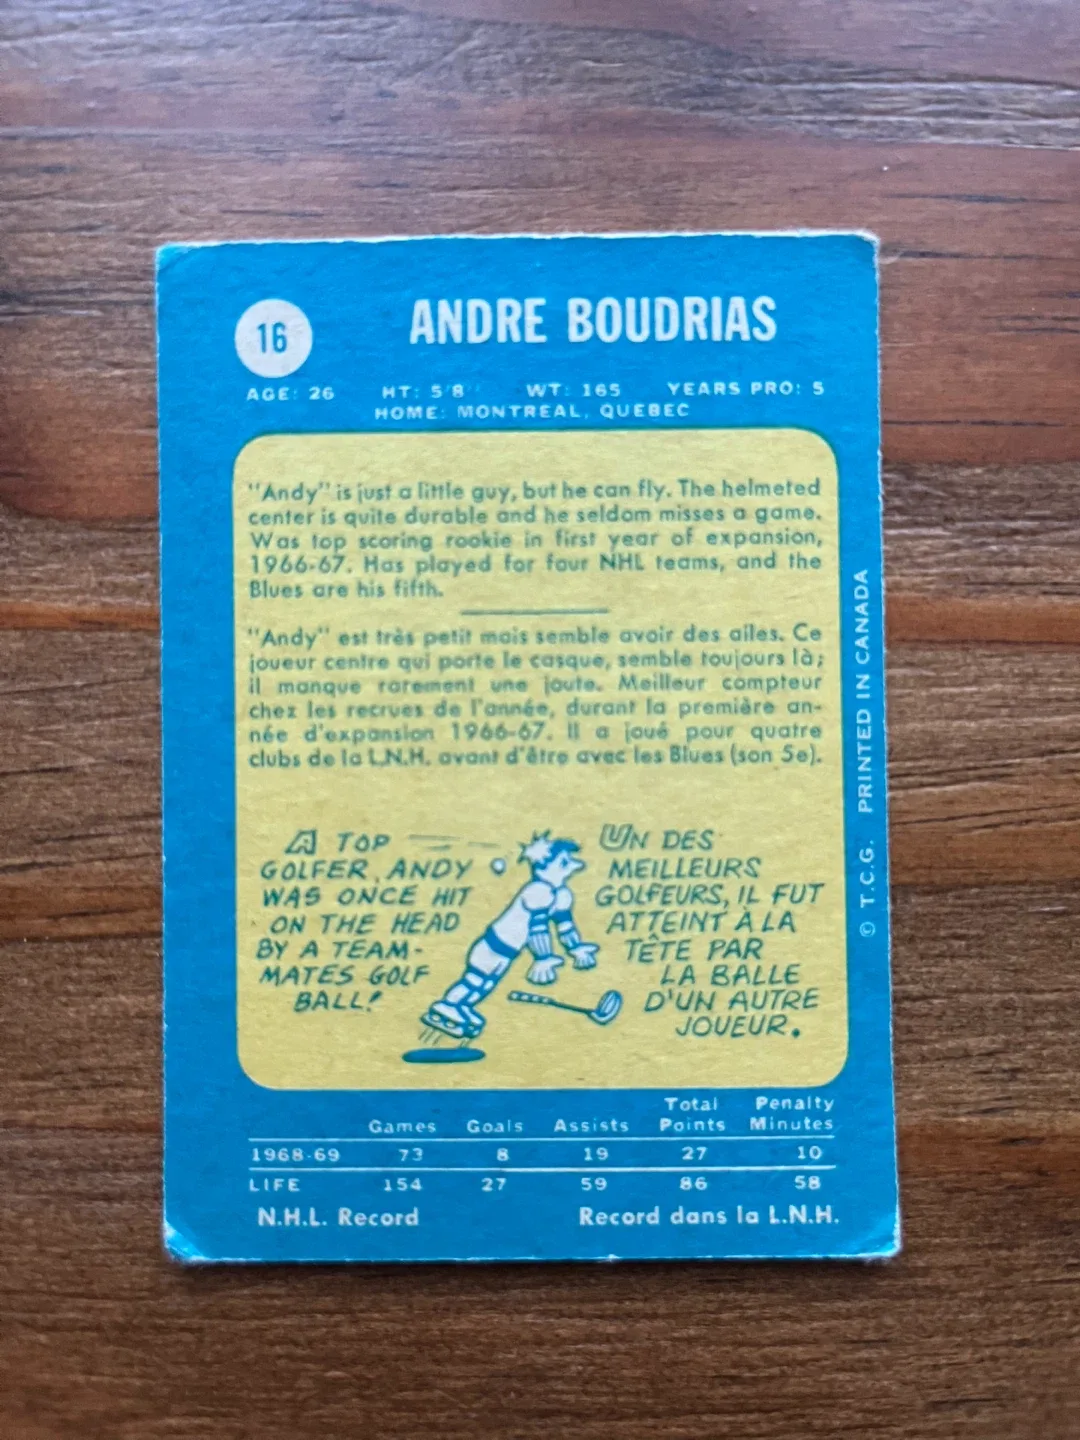 16
ANDRE BOUDRIAS
AGE: 26 HT: 5'8" WT: 165 YEARS PRO: 5
HOME: MONTREAL, QUEBEC
"Andy" is just a little guy, but he can fly. The helmeted
center is quite durable and he seldom misses a game.
Was top scoring rookie in first year of expansion,
1966-67. Has played for four NHL teams, and the
Blues are his fifth.
"Andy" est très petit mais semble avoir des ailes. Ce
joueur centre qui porte le casque, semble toujours là;
il manque rarement une joute. Meilleur compteur
chez les recrues de l'année, durant la première an-
née d'expansion 1966-67. Il a joué pour quatre
clubs de la L.N.H. avant d'être avec les Blues (son 5e).
A TOP
GOLFER, ANDY
WAS ONCE HIT
ON THE HEAD
BY A TEAM-
MATES GOLF
BALL!
UN DES
MEILLEURS
GOLFEURS, IL FUT
ATTEINT À LA
TÊTE PAR
LA BALLE
D'UN AUTRE
JOUEUR.
© T.C.G. PRINTED IN CANADA
Total Penalty
Games Goals Assists Points Minutes
1968-69 73 8 19 27 10
LIFE 154 27 59 86 58
N.H.L. Record Record dans la L.N.H.